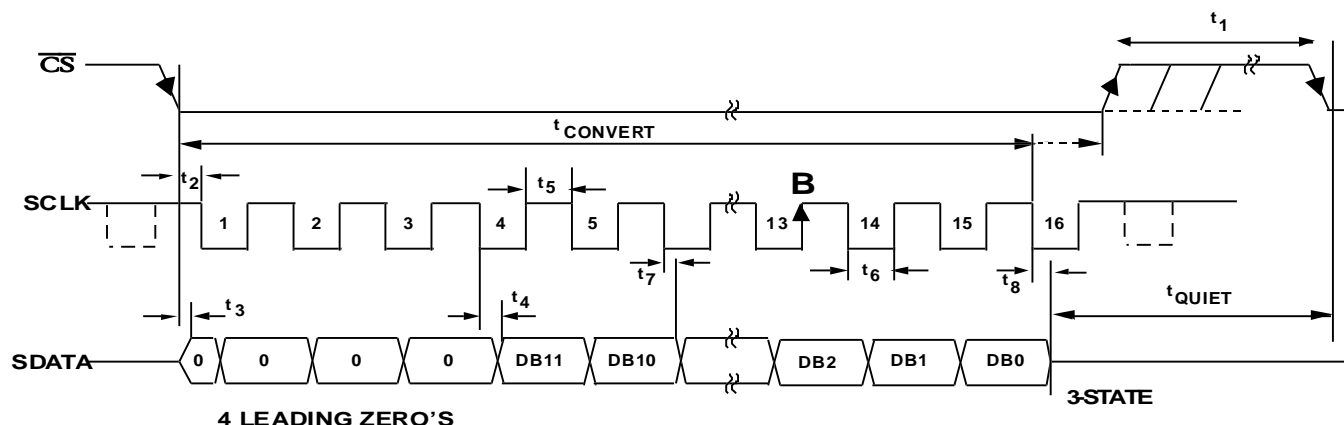 t1
CS
tCONVERT
t2
t5
B
SCLK
1 2 3 4 5 13 14 15 16
t7
t6
t8
t3
t4
tQUIET
SDATA
0 0 0 0 DB11 DB10 DB2 DB1 DB0
3-STATE
4 LEADING ZERO'S